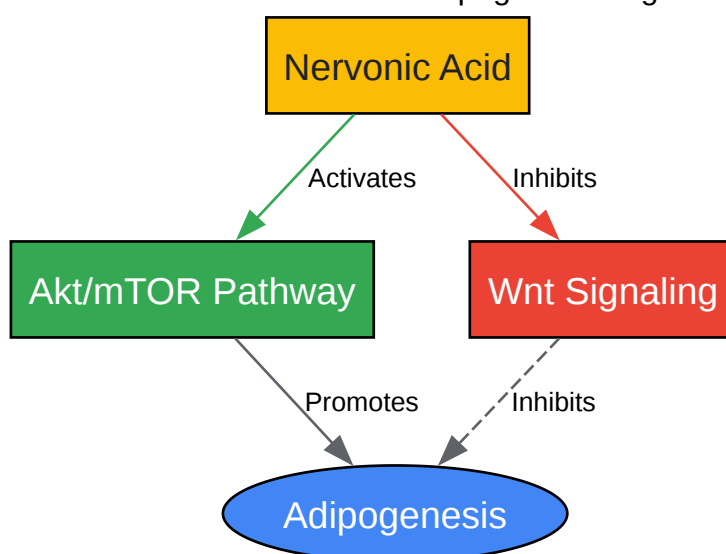 Nervonic Acid
Activates
Inhibits
Akt/mTOR Pathway
Wnt Signaling
Promotes
Inhibits
Adipogenesis